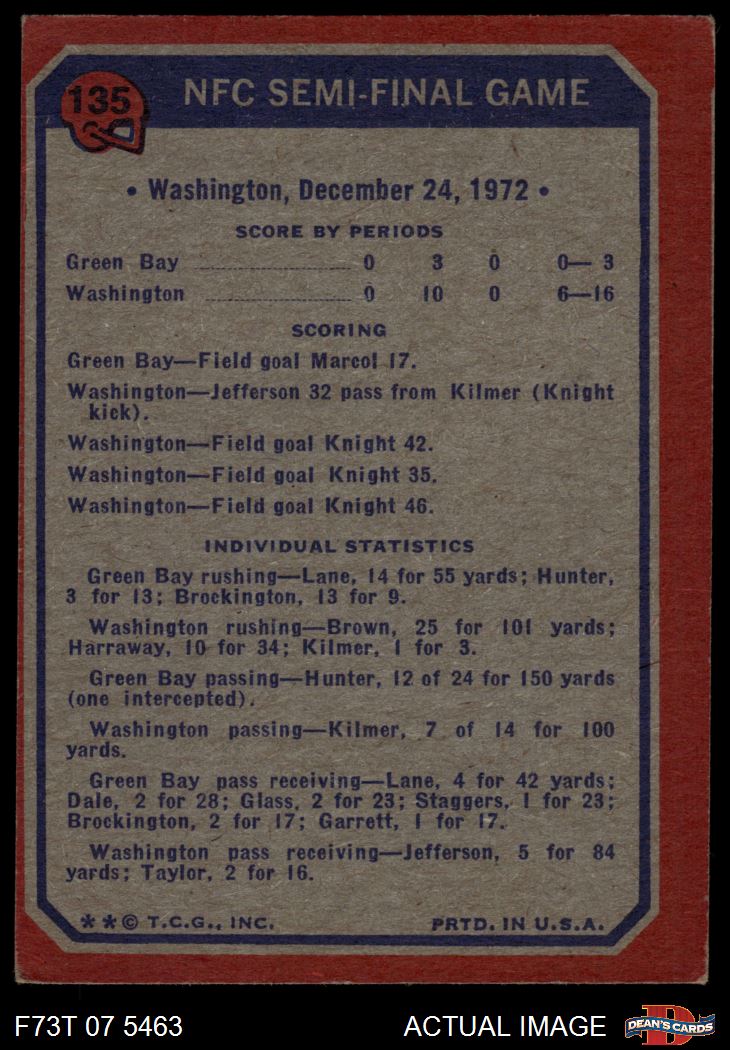 135
NFC SEMI-FINAL GAME
• Washington, December 24, 1972 •
SCORE BY PERIODS
Green Bay ........................ 0 3 0 0— 3
Washington ........................ 0 10 0 6—16
SCORING
Green Bay—Field goal Marcol 17.
Washington—Jefferson 32 pass from Kilmer (Knight
kick).
Washington—Field goal Knight 42.
Washington—Field goal Knight 35.
Washington—Field goal Knight 46.
INDIVIDUAL STATISTICS
Green Bay rushing—Lane, 14 for 55 yards; Hunter,
3 for 13; Brockington, 13 for 9.
Washington rushing—Brown, 25 for 101 yards;
Harraway, 10 for 34; Kilmer, 1 for 3.
Green Bay passing—Hunter, 12 of 24 for 150 yards
(one intercepted).
Washington passing—Kilmer, 7 of 14 for 100
yards.
Green Bay pass receiving—Lane, 4 for 42 yards;
Dale, 2 for 28; Glass, 2 for 23; Staggers, 1 for 23;
Brockington, 2 for 17; Garrett, 1 for 17.
Washington pass receiving—Jefferson, 5 for 84
yards; Taylor, 2 for 16.
**© T.C.G., INC. PRTD. IN U.S.A.
F73T 07 5463 ACTUAL IMAGE D DEAN'S CARDS